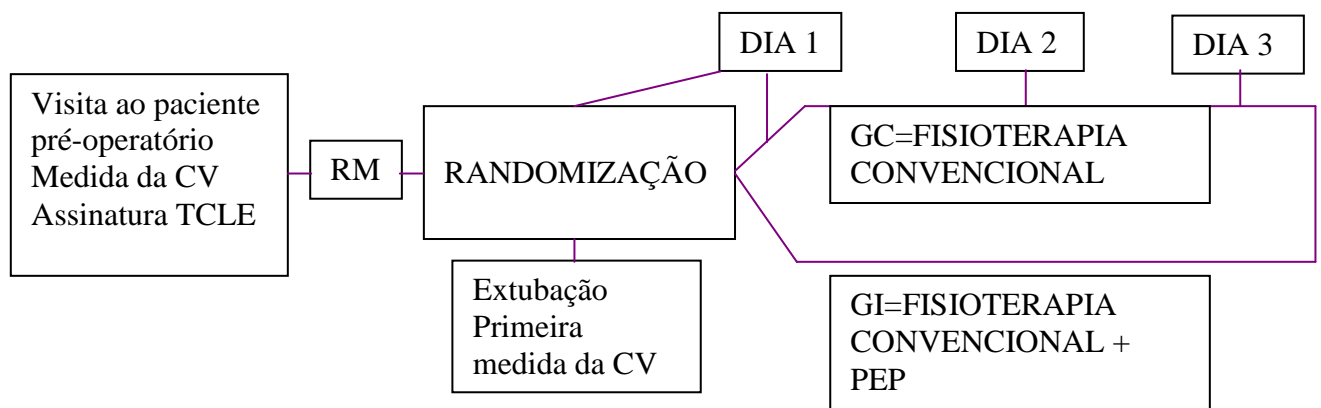 DIA 1
DIA 2
DIA 3
Visita ao paciente
pré-operatório
Medida da CV
Assinatura TCLE
RM
RANDOMIZAÇÃO
Extubação
Primeira
medida da CV
GC=FISIOTERAPIA
CONVENCIONAL
GI=FISIOTERAPIA
CONVENCIONAL +
PEP